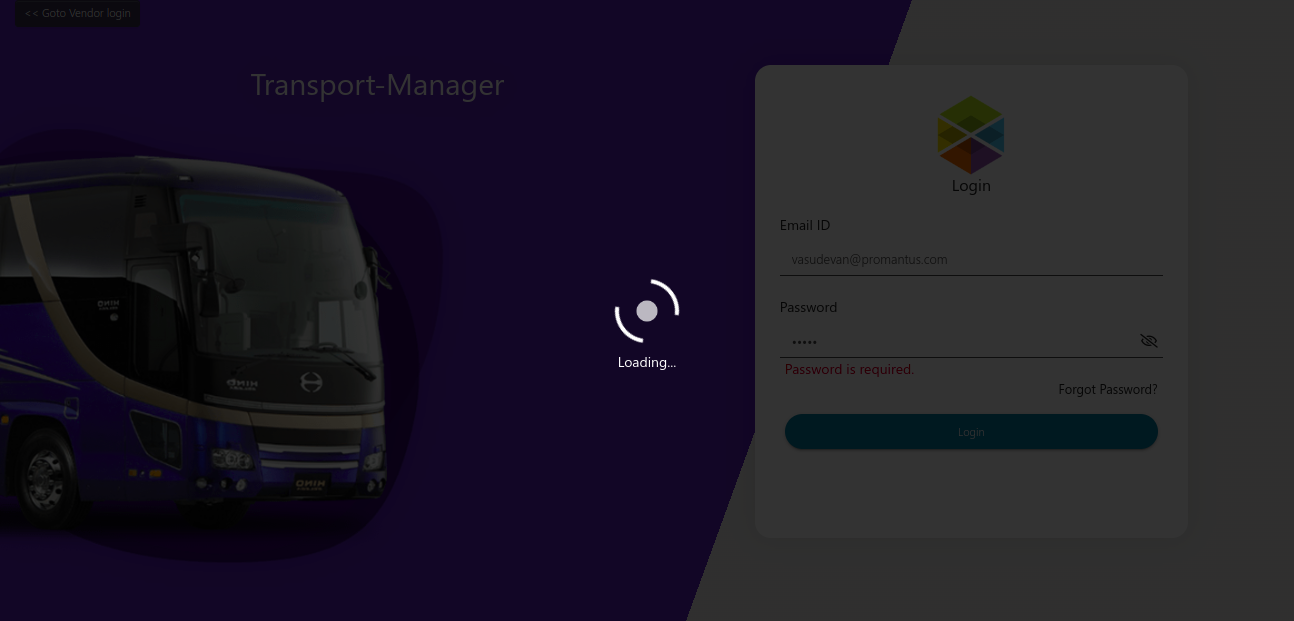 << Goto Vendor login
Transport-Manager
Login
Email ID
vasudevan@promantus.com
Password
•••••
Password is required.
Forgot Password?
Login
Loading...
HINO